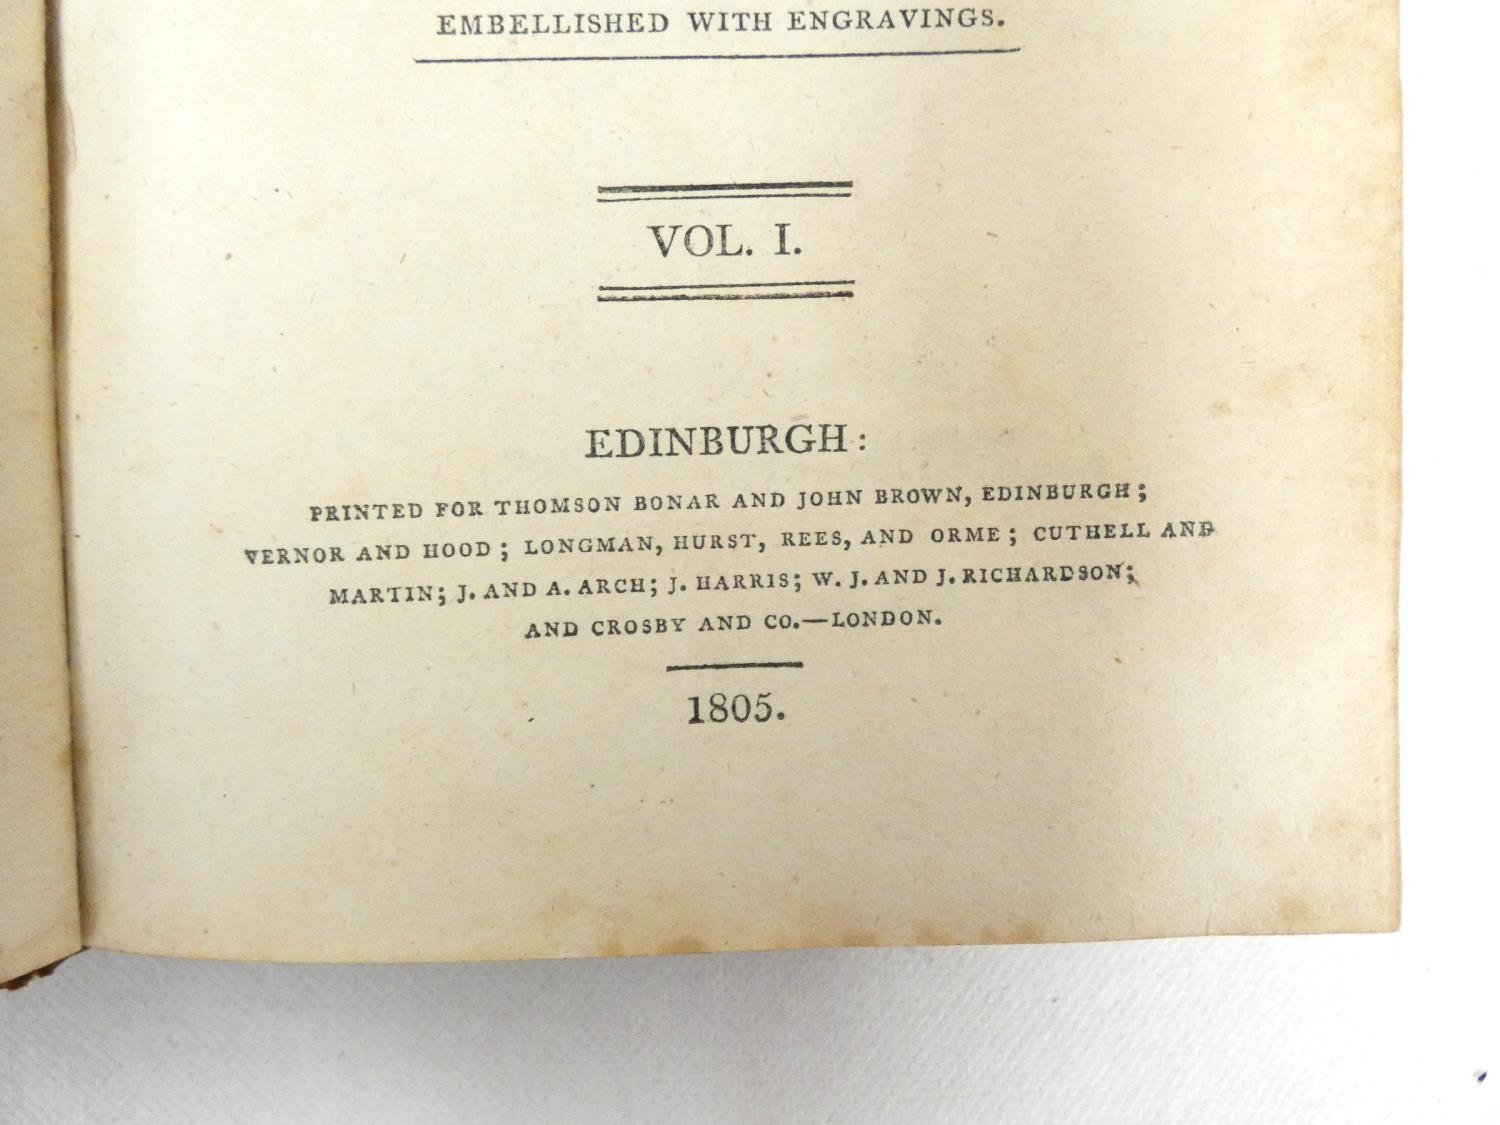 EMBELLISHED WITH ENGRAVINGS.
VOL. I.
EDINBURGH:
PRINTED FOR THOMSON BONAR AND JOHN BROWN, EDINBURGH;
VERNOR AND HOOD; LONGMAN, HURST, REES, AND ORME; CUTHELL AND
MARTIN; J. AND A. ARCH; J. HARRIS; W. J. AND J. RICHARDSON;
AND CROSBY AND CO.—LONDON.
1805.